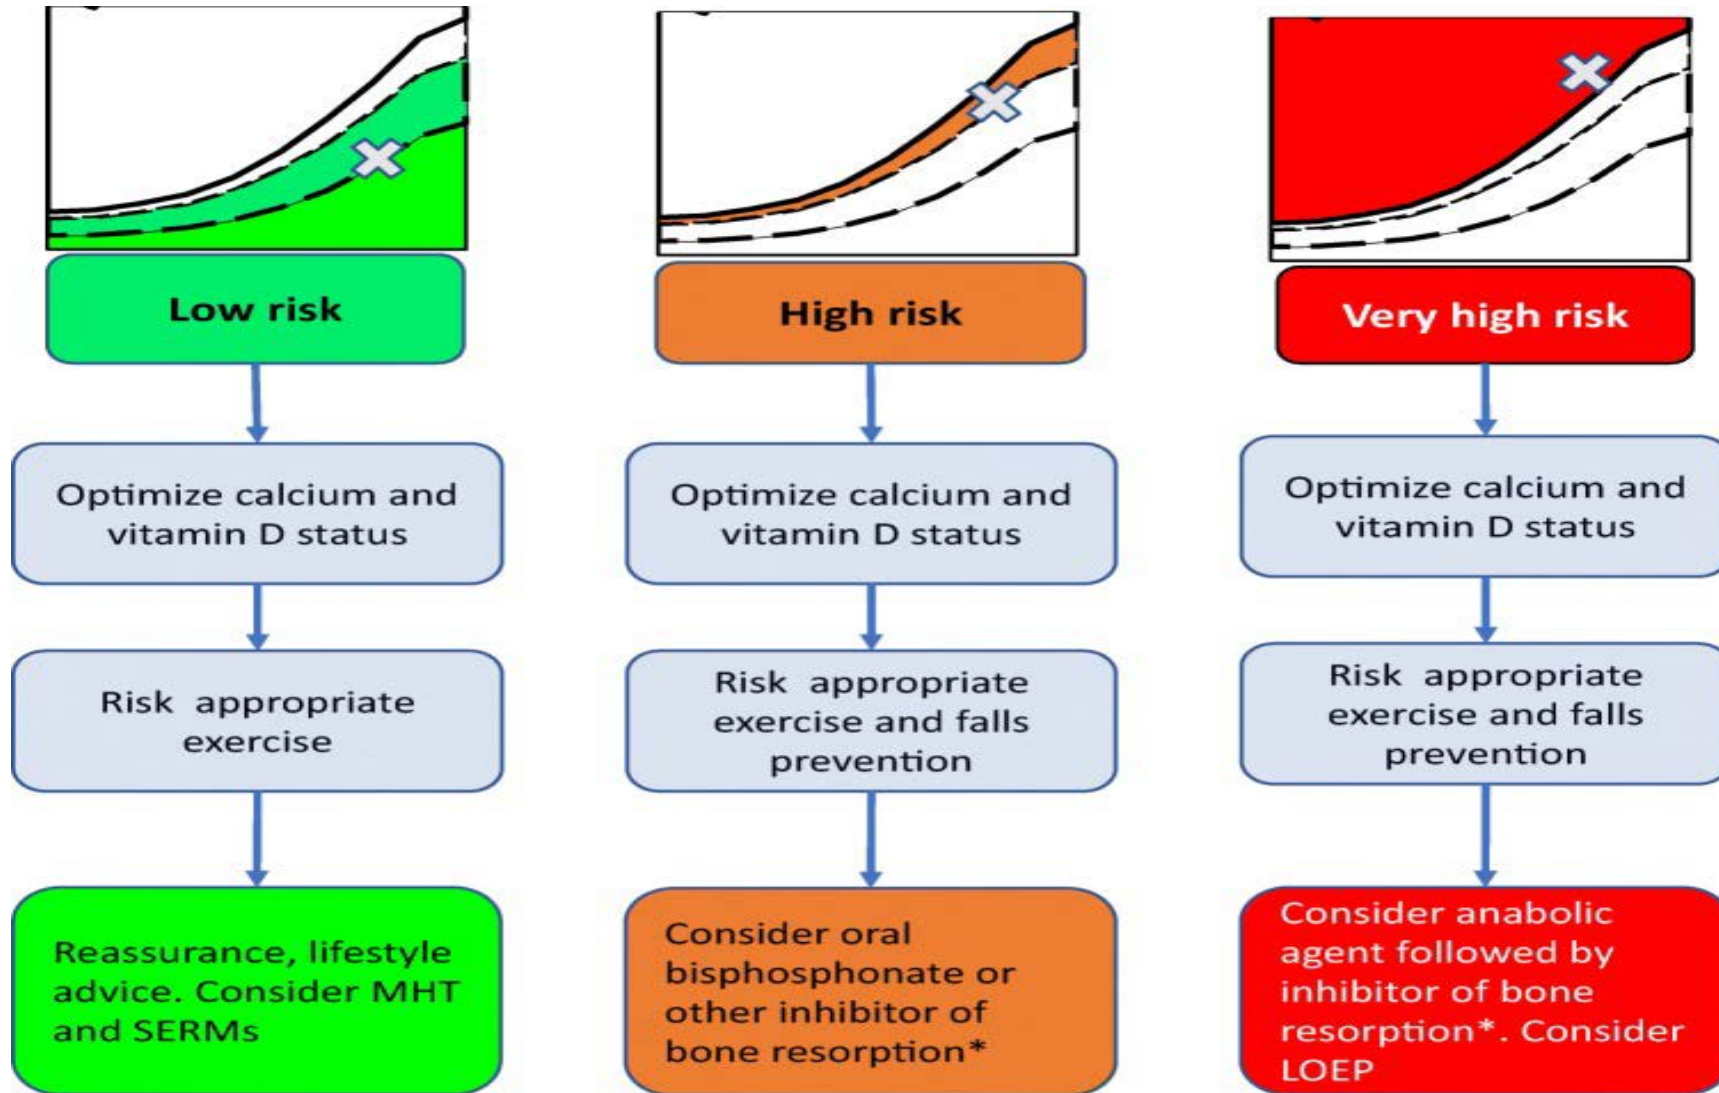 Low risk
Optimize calcium and
vitamin D status
Risk appropriate
exercise
Reassurance, lifestyle
advice. Consider MHT
and SERMs
High risk
Optimize calcium and
vitamin D status
Risk appropriate
exercise and falls
prevention
Consider oral
bisphosphonate or
other inhibitor of
bone resorption*
Very high risk
Optimize calcium and
vitamin D status
Risk appropriate
exercise and falls
prevention
Consider anabolic
agent followed by
inhibitor of bone
resorption*. Consider
LOEP